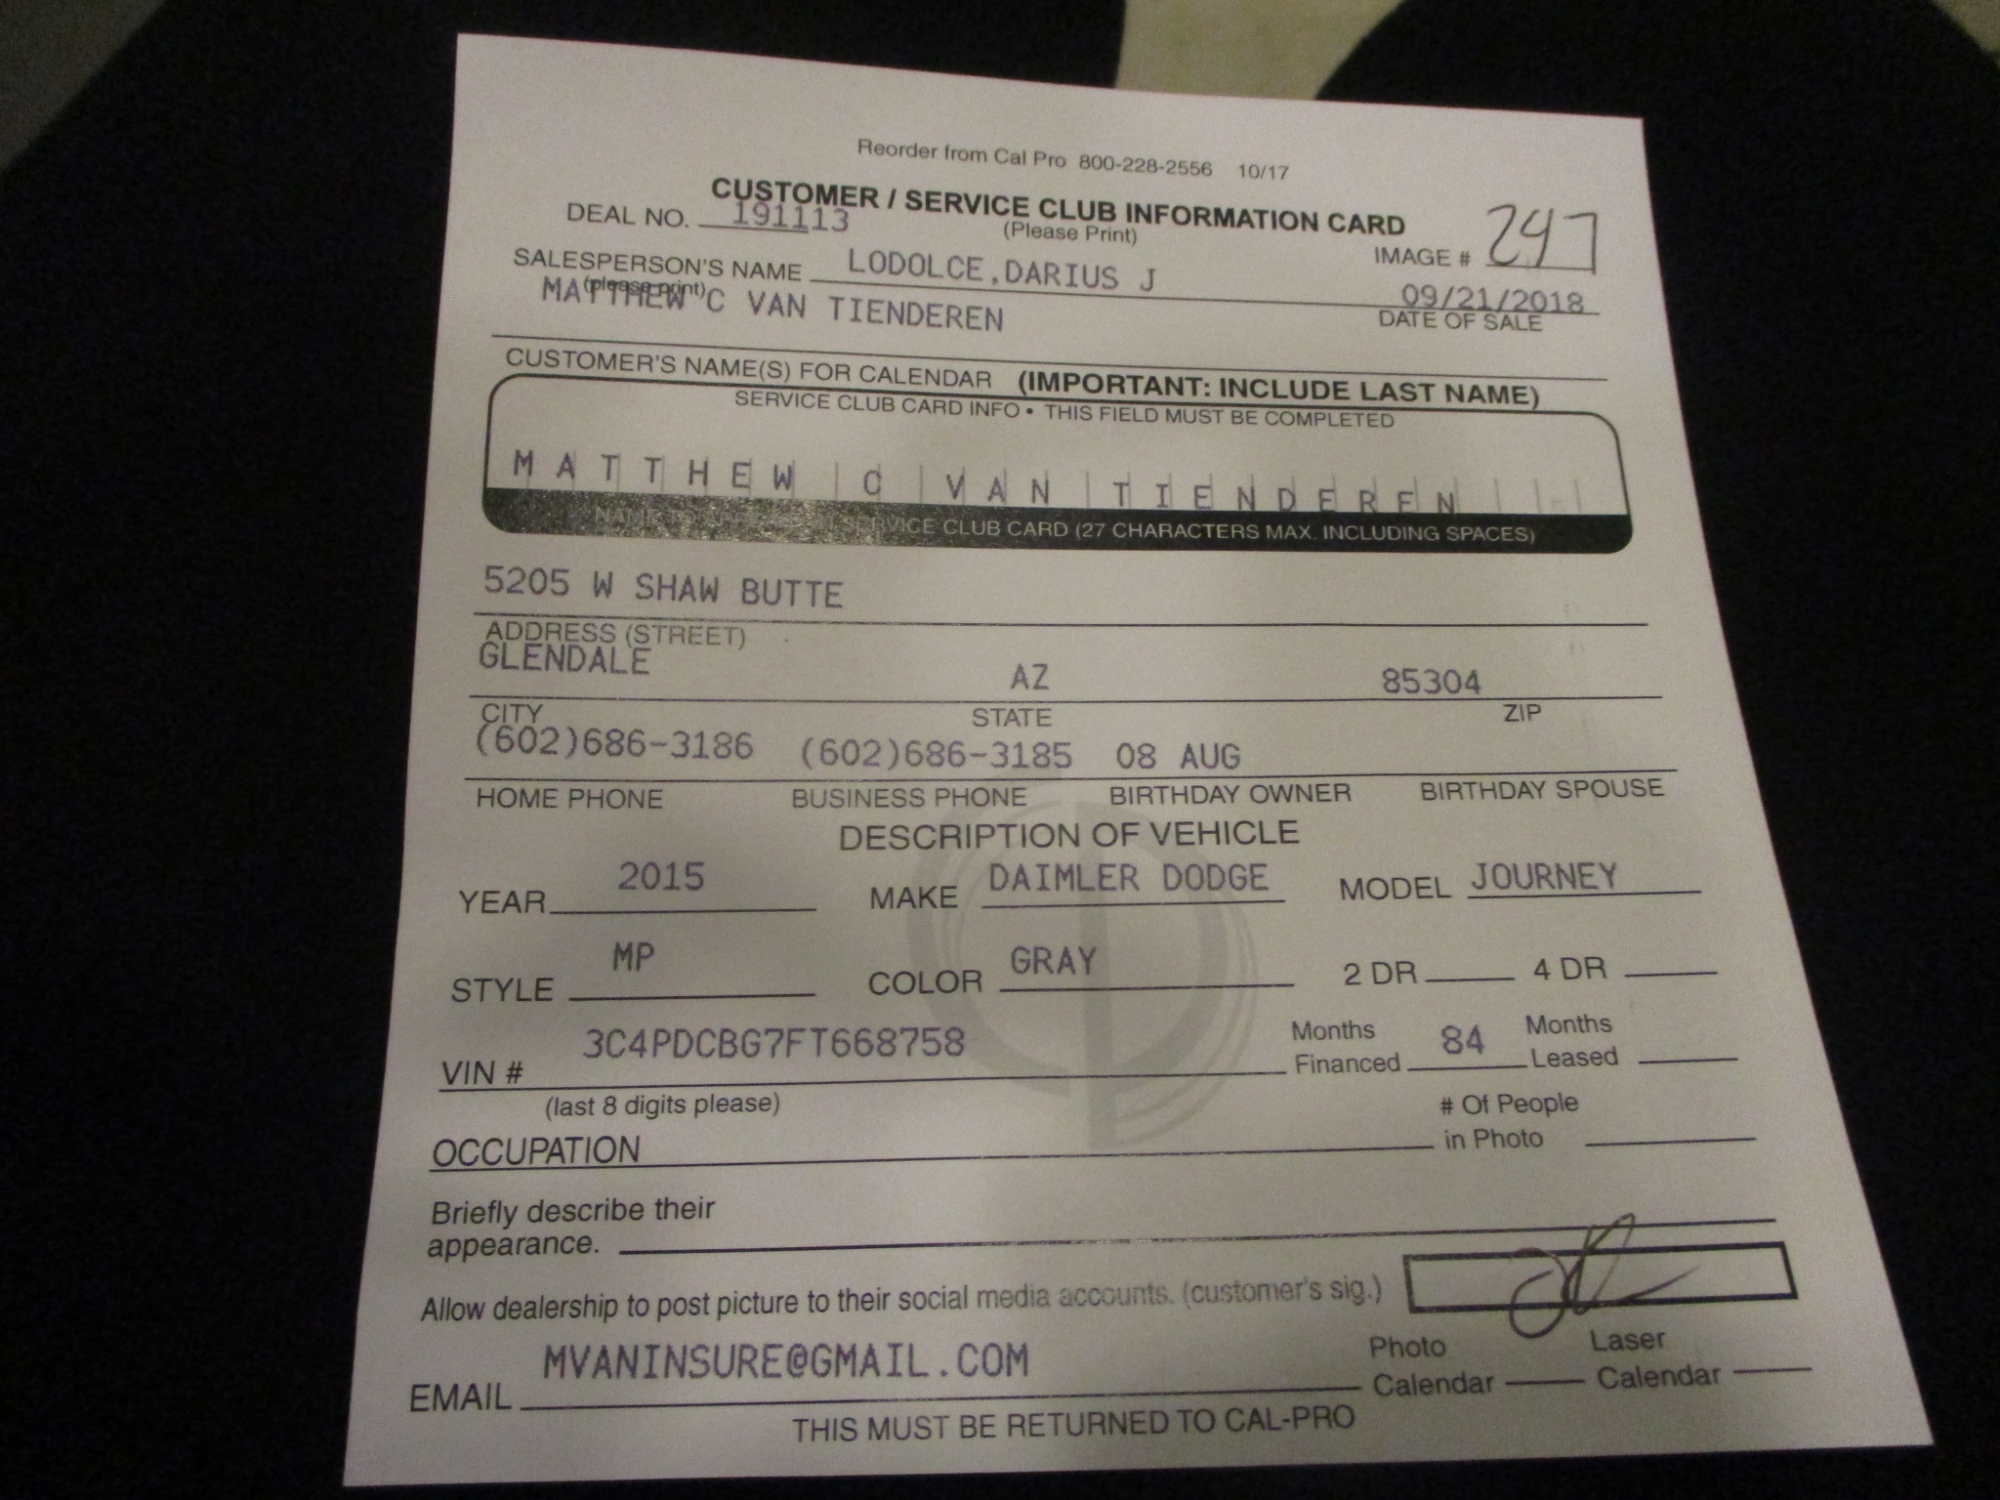 Reorder from Cal Pro 800-228-2556 10/17
CUSTOMER / SERVICE CLUB INFORMATION CARD
(Please Print)
DEAL NO. 191113
IMAGE # 247
SALESPERSON'S NAME LODOLCE,DARIUS J
(please print)
09/21/2018
DATE OF SALE
MATTHEW C VAN TIENDEREN
CUSTOMER'S NAME(S) FOR CALENDAR (IMPORTANT: INCLUDE LAST NAME)
SERVICE CLUB CARD INFO • THIS FIELD MUST BE COMPLETED
MATTHEW C VAN TIENDEREN
SERVICE CLUB CARD (27 CHARACTERS MAX. INCLUDING SPACES)
5205 W SHAW BUTTE
ADDRESS (STREET)
GLENDALE AZ 85304
CITY STATE ZIP
(602)686-3186 (602)686-3185 08 AUG
HOME PHONE BUSINESS PHONE BIRTHDAY OWNER BIRTHDAY SPOUSE
DESCRIPTION OF VEHICLE
YEAR 2015 MAKE DAIMLER DODGE MODEL JOURNEY
STYLE MP COLOR GRAY 2 DR 4 DR
VIN # 3C4PDCBG7FT668758 Months Financed 84 Months Leased
(last 8 digits please)
OCCUPATION # Of People in Photo
Briefly describe their
appearance.
Allow dealership to post picture to their social media accounts. (customer's sig.)
EMAIL MVANINSURE@GMAIL.COM Photo Calendar Laser Calendar
THIS MUST BE RETURNED TO CAL-PRO